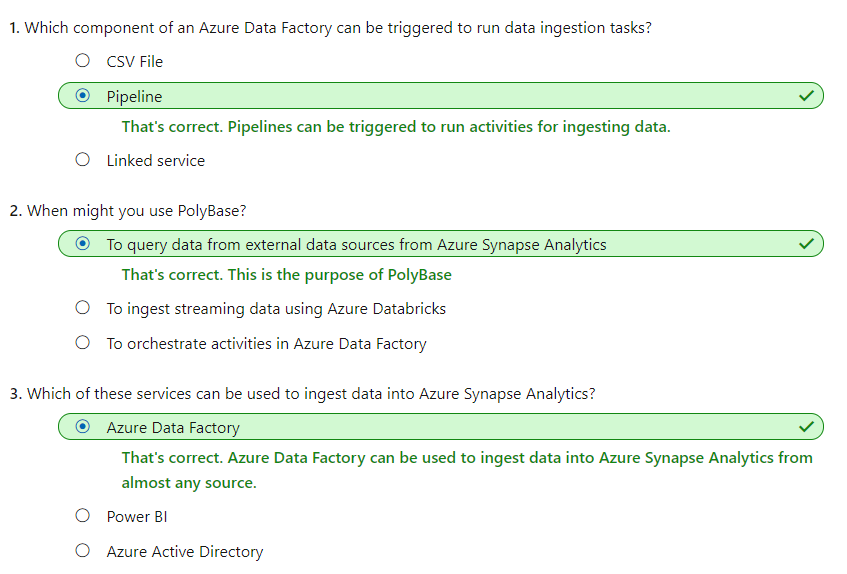 1. Which component of an Azure Data Factory can be triggered to run data ingestion tasks?
CSV File
Pipeline
That's correct. Pipelines can be triggered to run activities for ingesting data.
Linked service
2. When might you use PolyBase?
To query data from external data sources from Azure Synapse Analytics
That's correct. This is the purpose of PolyBase
To ingest streaming data using Azure Databricks
To orchestrate activities in Azure Data Factory
3. Which of these services can be used to ingest data into Azure Synapse Analytics?
Azure Data Factory
That's correct. Azure Data Factory can be used to ingest data into Azure Synapse Analytics from
almost any source.
Power BI
Azure Active Directory